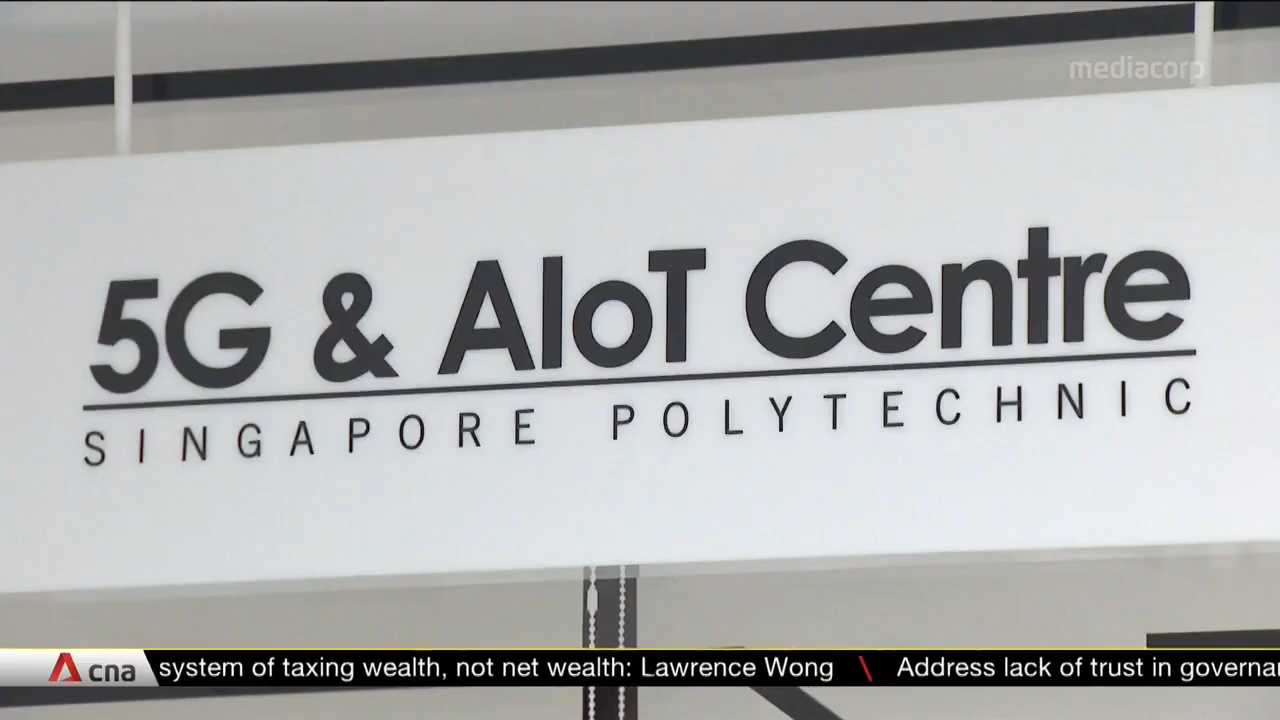 mediacorp
5G & AIoT Centre
SINGAPORE POLYTECHNIC
cna system of taxing wealth, not net wealth: Lawrence Wong \ Address lack of trust in